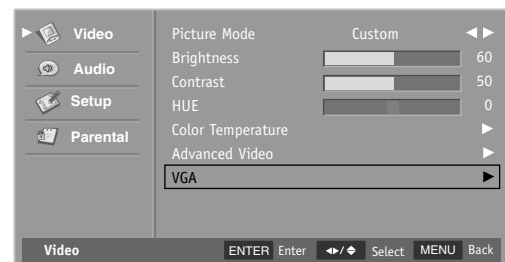 Video
Audio
Setup
Parental
Picture Mode Custom
Brightness 60
Contrast 50
HUE 0
Color Temperature
Advanced Video
VGA
Video ENTER Enter / Select MENU Back